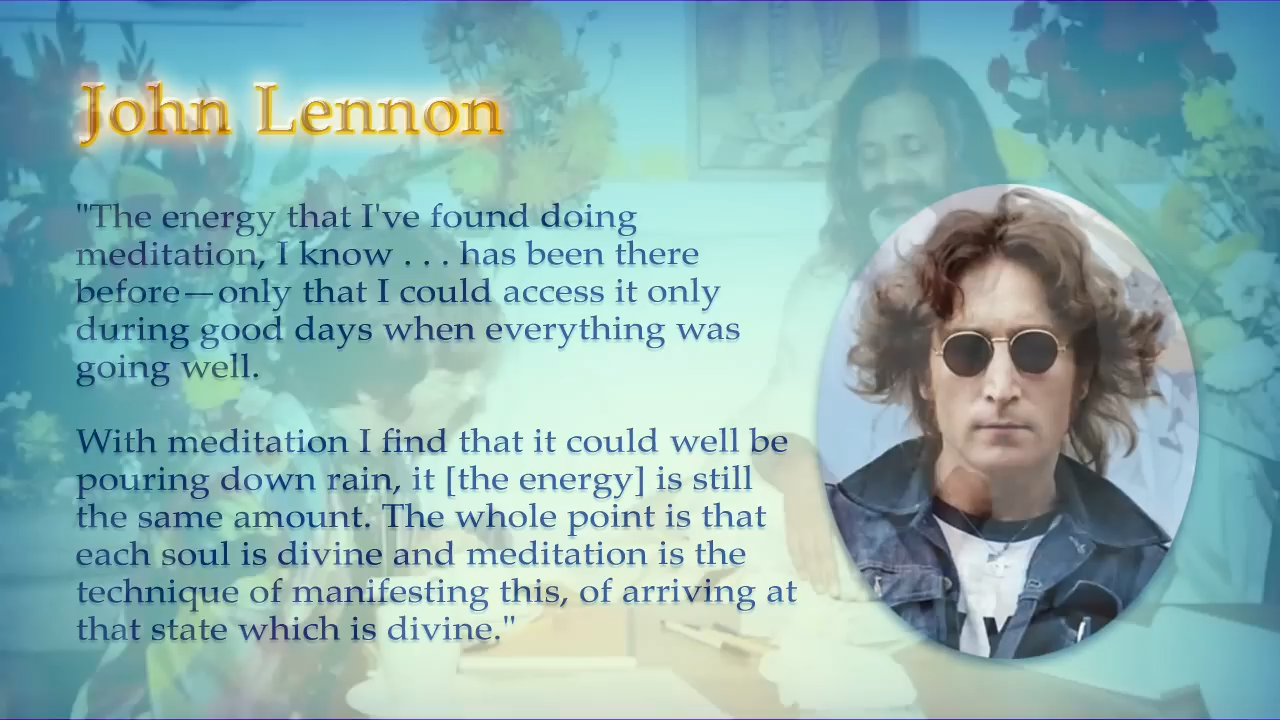 John Lennon
"The energy that I've found doing
meditation, I know . . . has been there
before—only that I could access it only
during good days when everything was
going well.
With meditation I find that it could well be
pouring down rain, it [the energy] is still
the same amount. The whole point is that
each soul is divine and meditation is the
technique of manifesting this, of arriving at
that state which is divine."